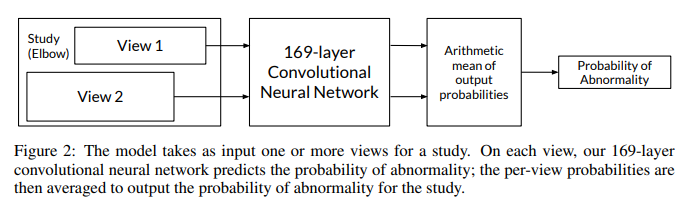 Study
(Elbow)
View 1
View 2
169-layer
Convolutional
Neural Network
Arithmetic
mean of
output
probabilities
Probability of
Abnormality
Figure 2: The model takes as input one or more views for a study. On each view, our 169-layer
convolutional neural network predicts the probability of abnormality; the per-view probabilities are
then averaged to output the probability of abnormality for the study.